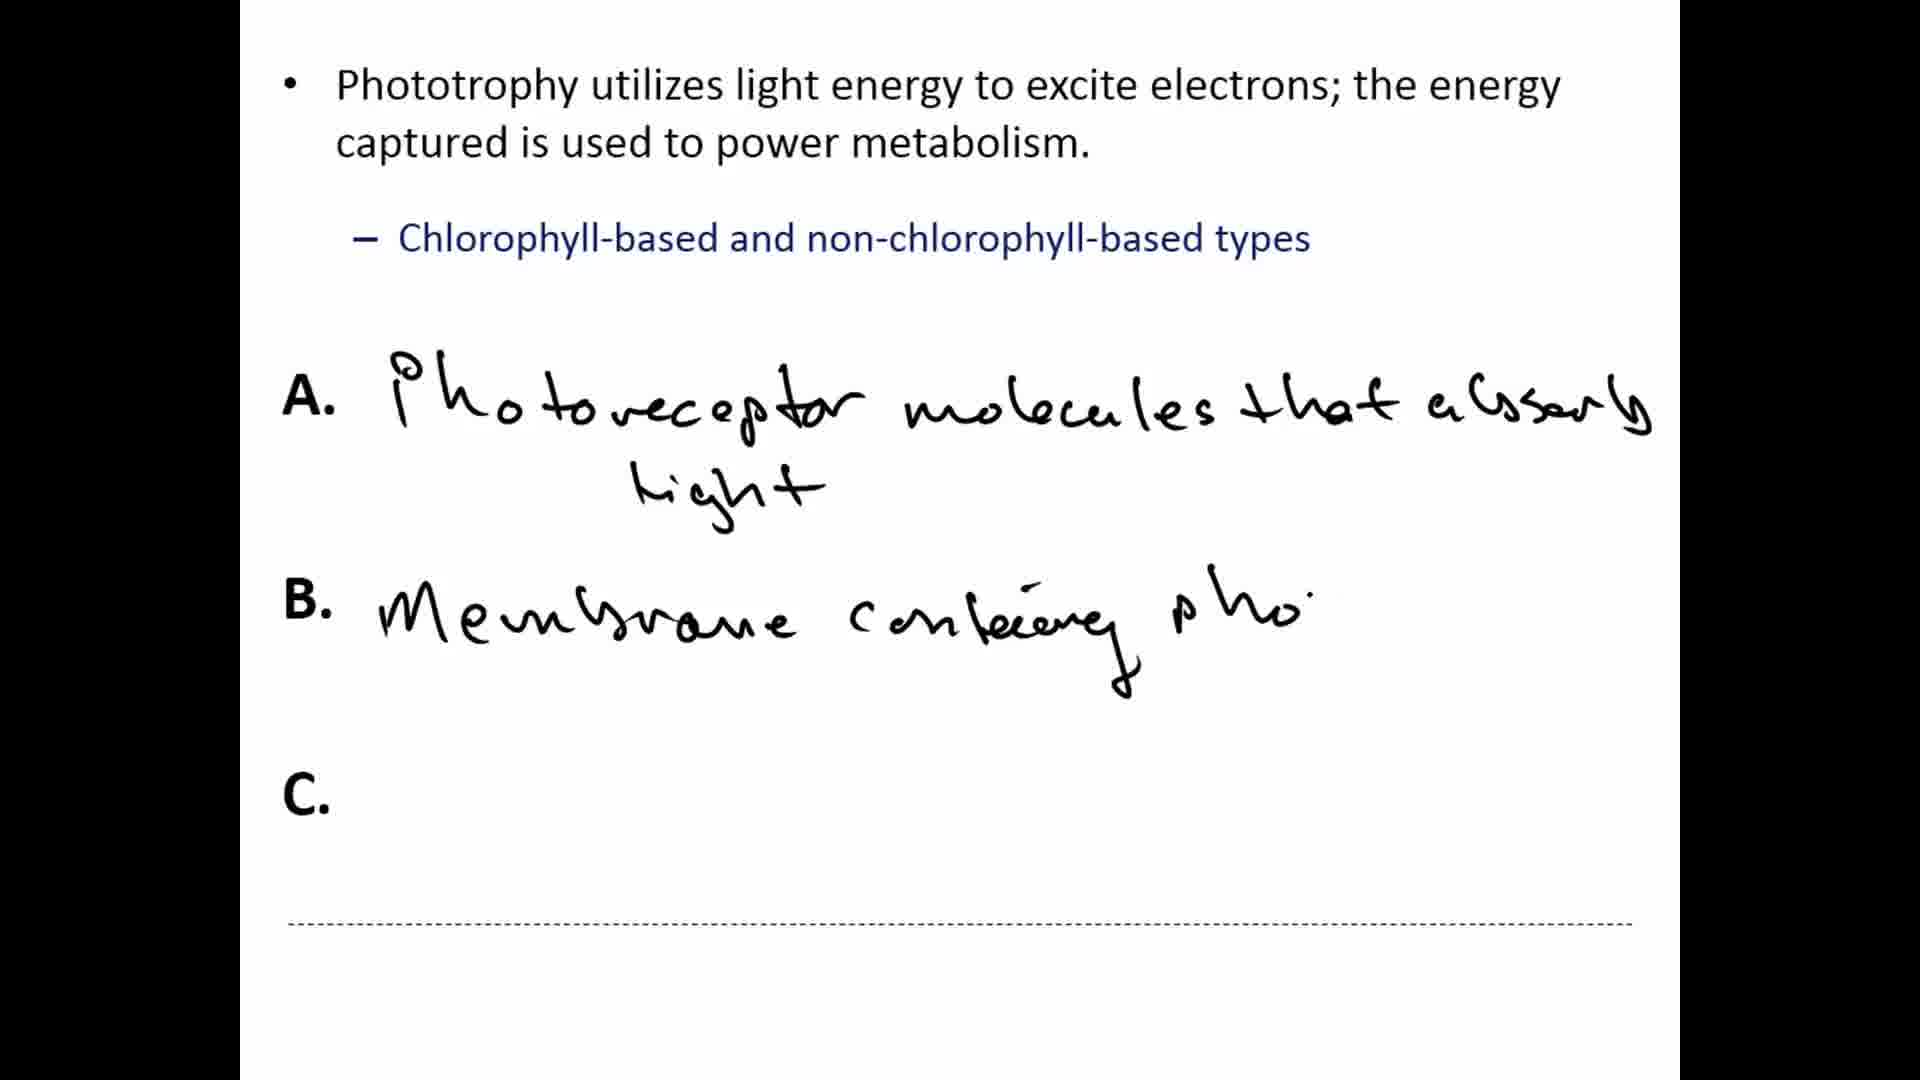 • Phototrophy utilizes light energy to excite electrons; the energy
captured is used to power metabolism.
– Chlorophyll-based and non-chlorophyll-based types
A. Photoreceptor molecules that absorb
light
B. Membrane containing pho
C.